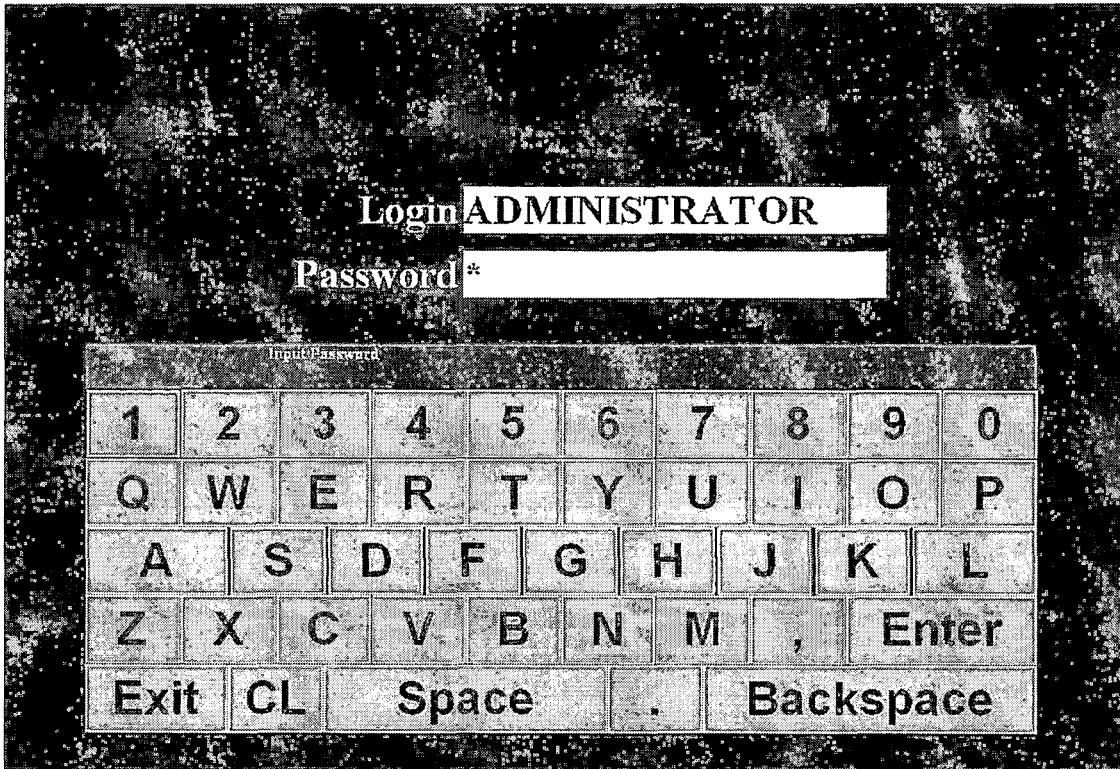 Login ADMINISTRATOR
Password *
Input Password
1 2 3 4 5 6 7 8 9 0
Q W E R T Y U I O P
A S D F G H J K L
Z X C V B N M , Enter
Exit CL Space . Backspace